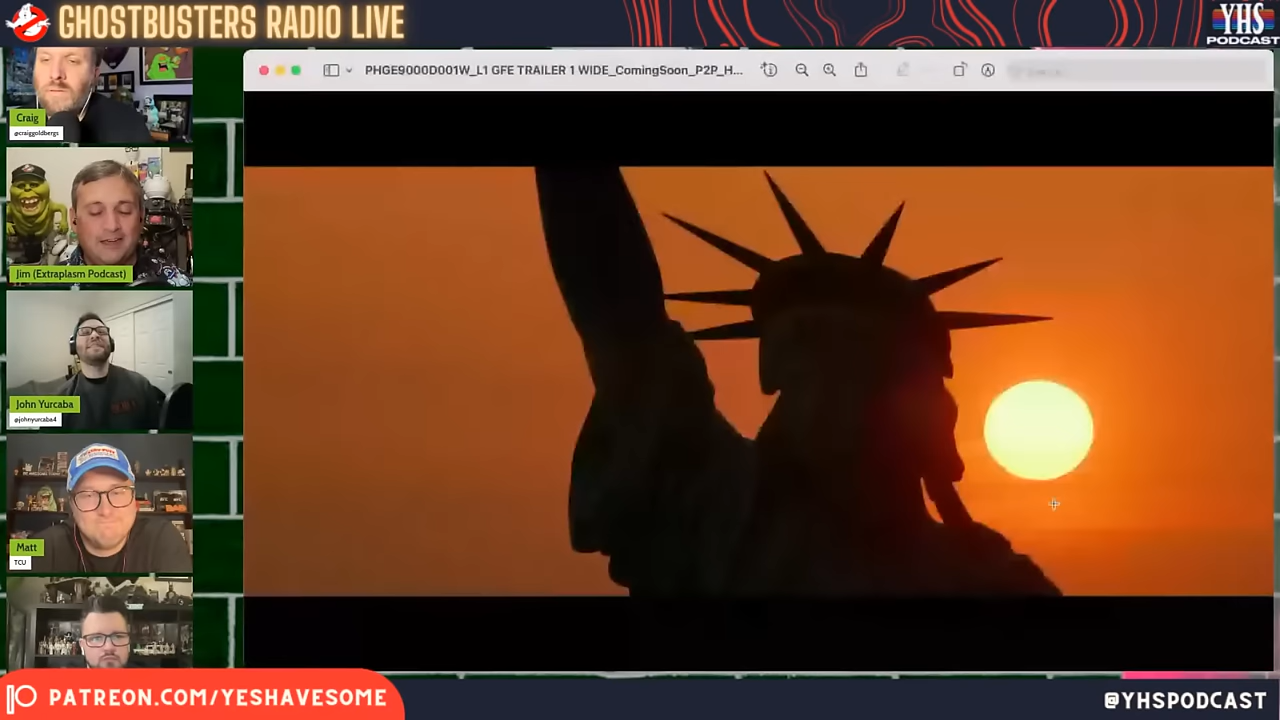 GHOSTBUSTERS RADIO LIVE
YHS
PODCAST
PHGE9000D001W_L1 GFE TRAILER 1 WIDE_ComingSoon_P2P_H...
Craig
@craiggoldbergs
Jim (Extraplasm Podcast)
John Yurcaba
@johnyurcaba4
Matt
TCU
PATREON.COM/YESHAVESOME
@YHSPODCAST